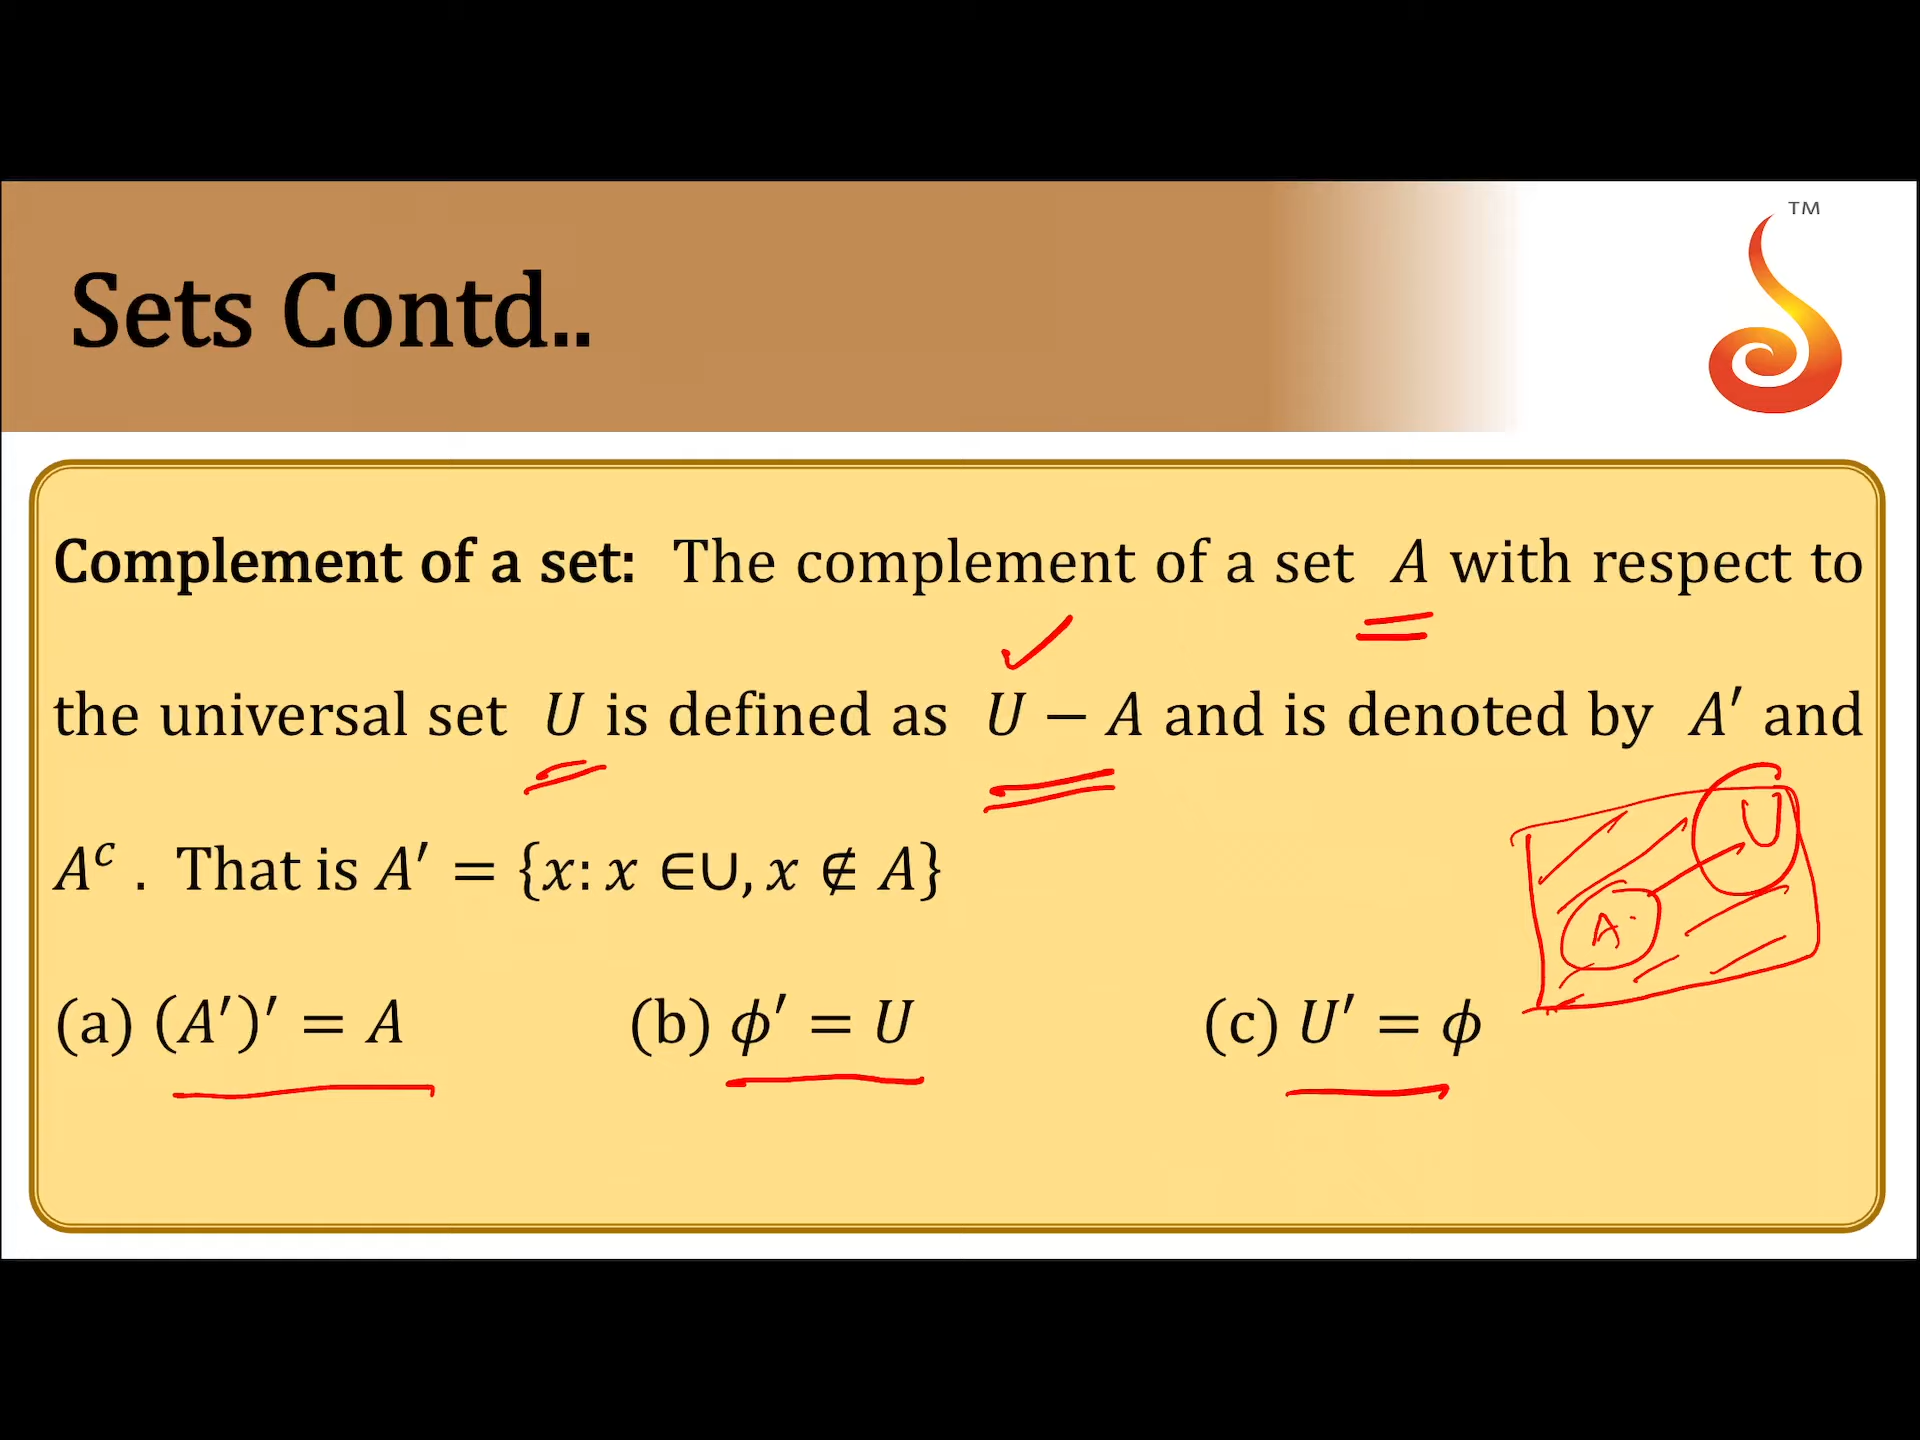 TM
Sets Contd..
Complement of a set: The complement of a set A with respect to
the universal set U is defined as U − A and is denoted by A′ and
Aᶜ . That is A′ = {x: x ∈∪, x ∉ A}
U
A
(a) (A′)′ = A (b) ϕ′ = U (c) U′ = ϕ